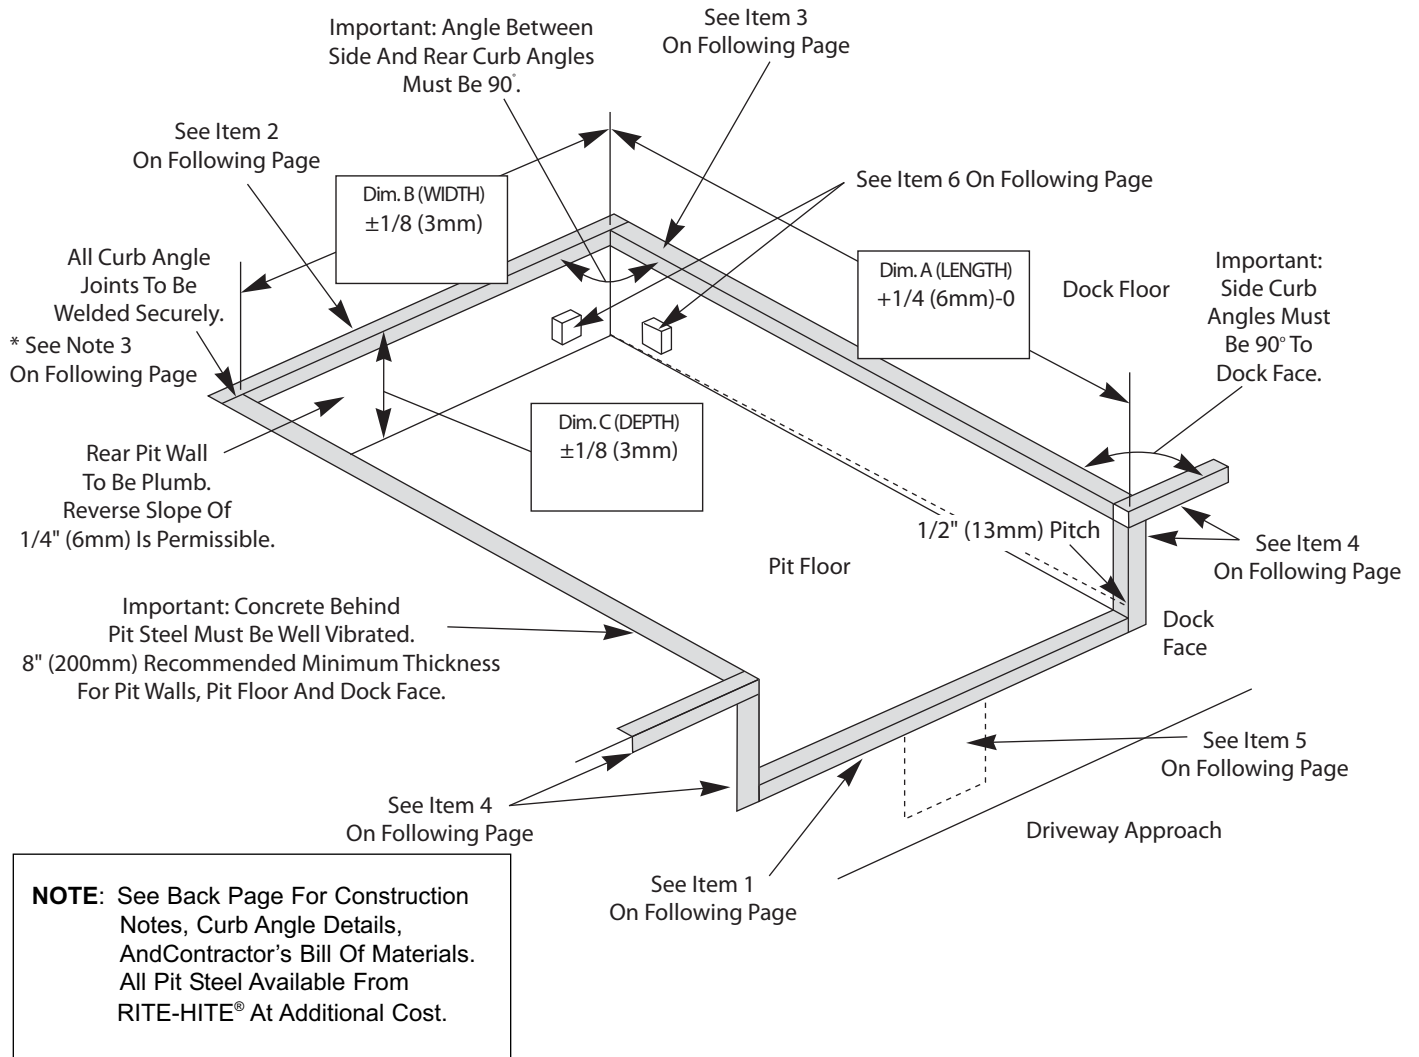 Important: Angle Between
Side And Rear Curb Angles
Must Be 90°.
See Item 3
On Following Page
See Item 2
On Following Page
See Item 6 On Following Page
Dim. B (WIDTH)
±1/8 (3mm)
All Curb Angle
Joints To Be
Welded Securely.
* See Note 3
On Following Page
Dim. A (LENGTH)
+1/4 (6mm)-0
Dock Floor
Important:
Side Curb
Angles Must
Be 90° To
Dock Face.
Dim. C (DEPTH)
±1/8 (3mm)
Rear Pit Wall
To Be Plumb.
Reverse Slope Of
1/4" (6mm) Is Permissible.
1/2" (13mm) Pitch
See Item 4
On Following Page
Pit Floor
Important: Concrete Behind
Pit Steel Must Be Well Vibrated.
8" (200mm) Recommended Minimum Thickness
For Pit Walls, Pit Floor And Dock Face.
Dock
Face
See Item 5
On Following Page
See Item 4
On Following Page
Driveway Approach
See Item 1
On Following Page
NOTE: See Back Page For Construction
Notes, Curb Angle Details,
AndContractor's Bill Of Materials.
All Pit Steel Available From
RITE-HITE® At Additional Cost.